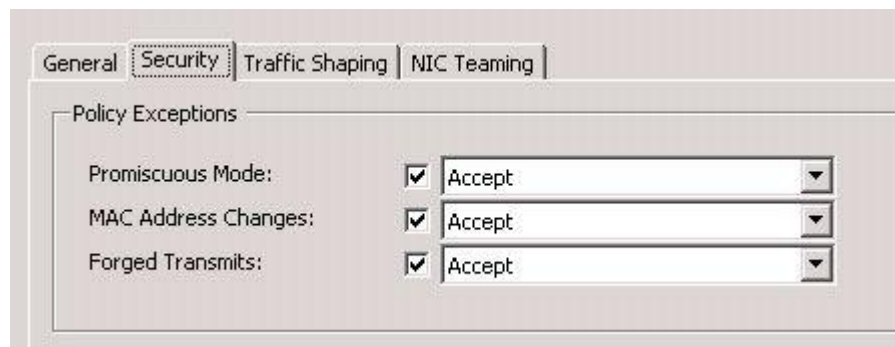 General Security Traffic Shaping NIC Teaming
Policy Exceptions
Promiscuous Mode: Accept
MAC Address Changes: Accept
Forged Transmits: Accept